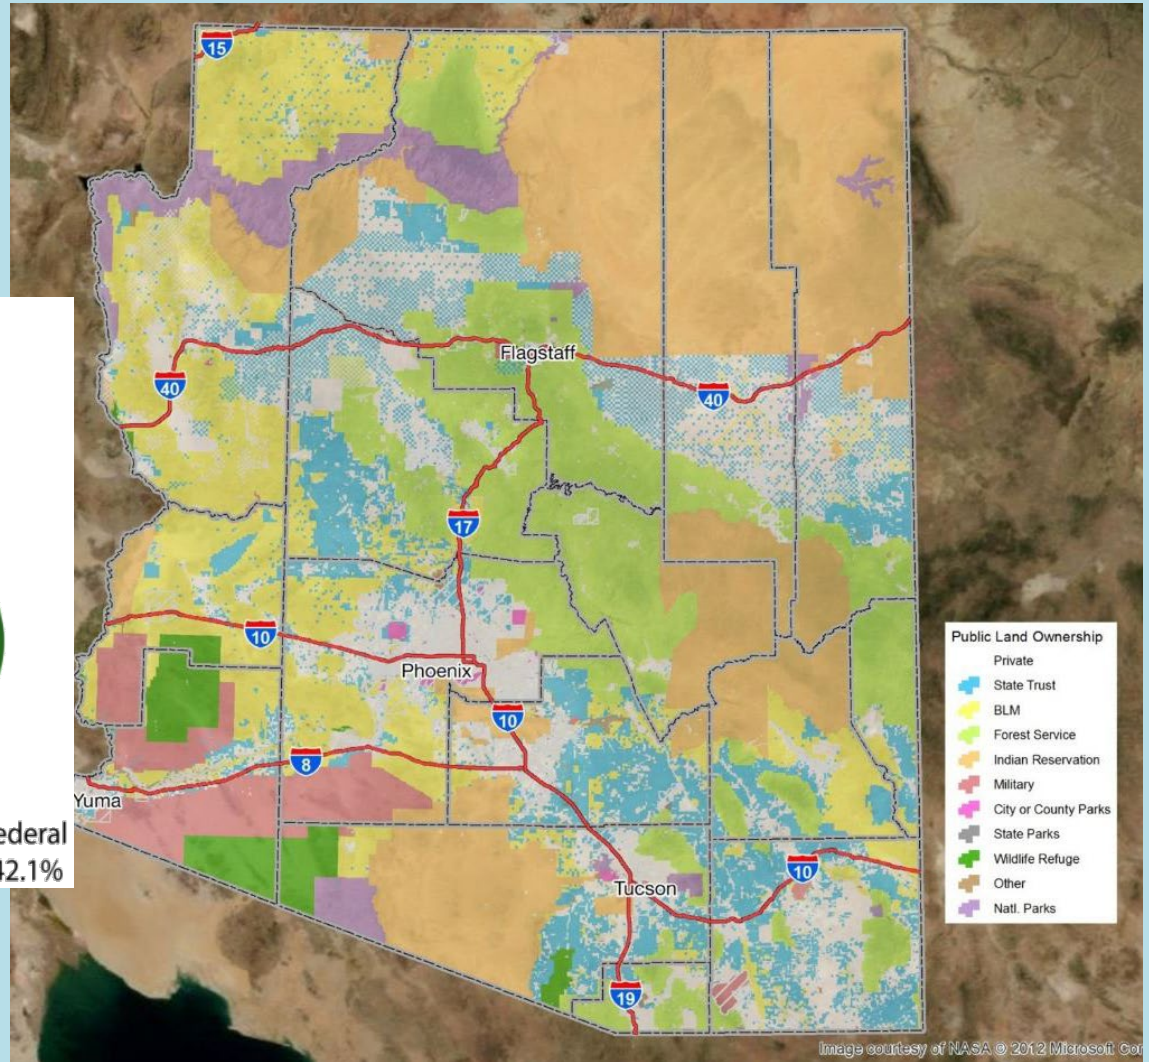 15
40
Flagstaff
40
17
10
Phoenix
10
8
Yuma
10
Tucson
19
42.1%
Public Land Ownership
Private
State Trust
BLM
Forest Service
Indian Reservation
Military
City or County Parks
State Parks
Wildlife Refuge
Other
Natl. Parks
Image courtesy of NASA © 2012 Microsoft